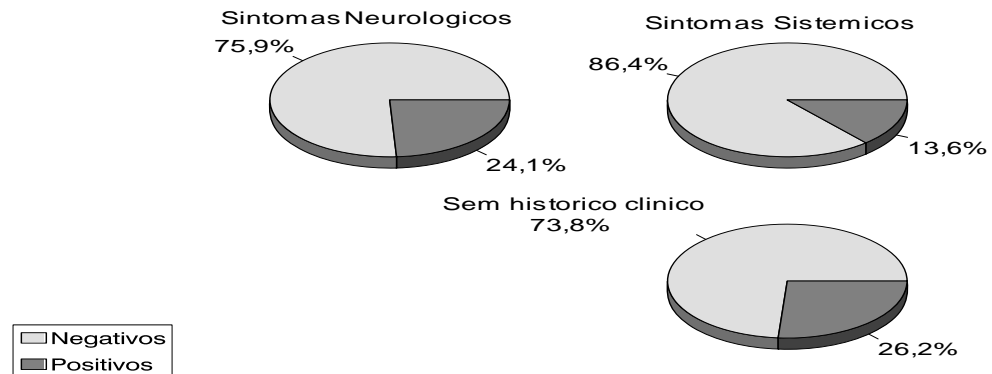 Sintomas Neurologicos
75,9%
24,1%
Sintomas Sistemicos
86,4%
13,6%
Sem historico clinico
73,8%
26,2%
Negativos
Positivos